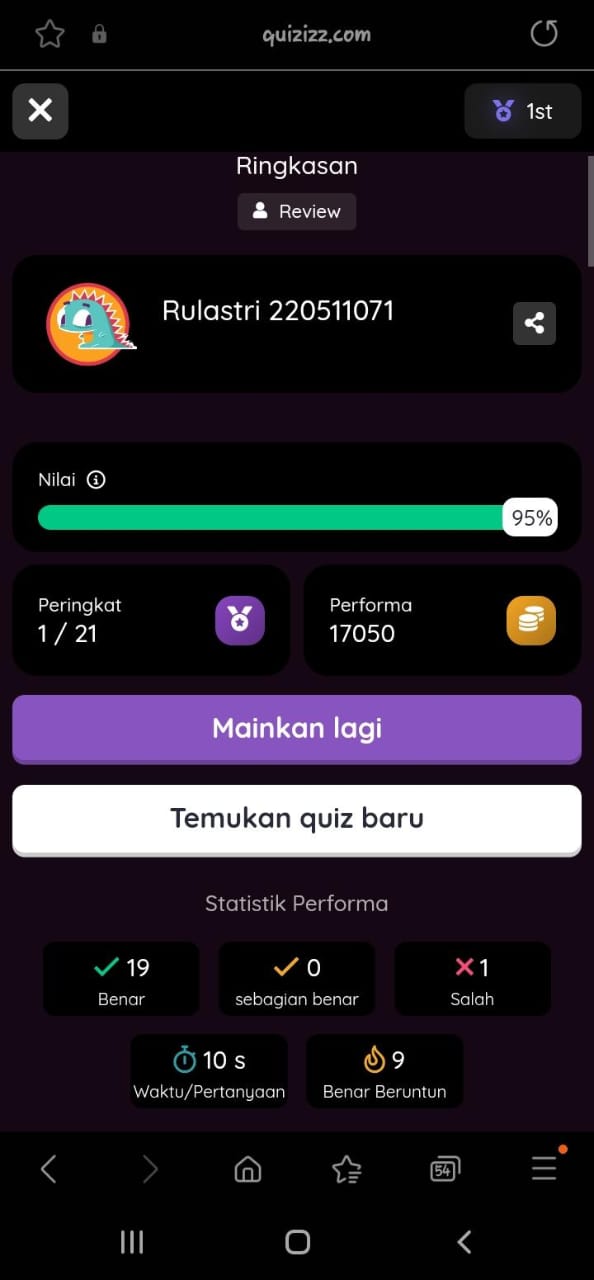 quizizz.com
1st
Ringkasan
Review
Rulastri 220511071
Nilai
95%
Peringkat
1 / 21
Performa
17050
Mainkan lagi
Temukan quiz baru
Statistik Performa
19
Benar
0
sebagian benar
1
Salah
10 s
Waktu/Pertanyaan
9
Benar Beruntun
54